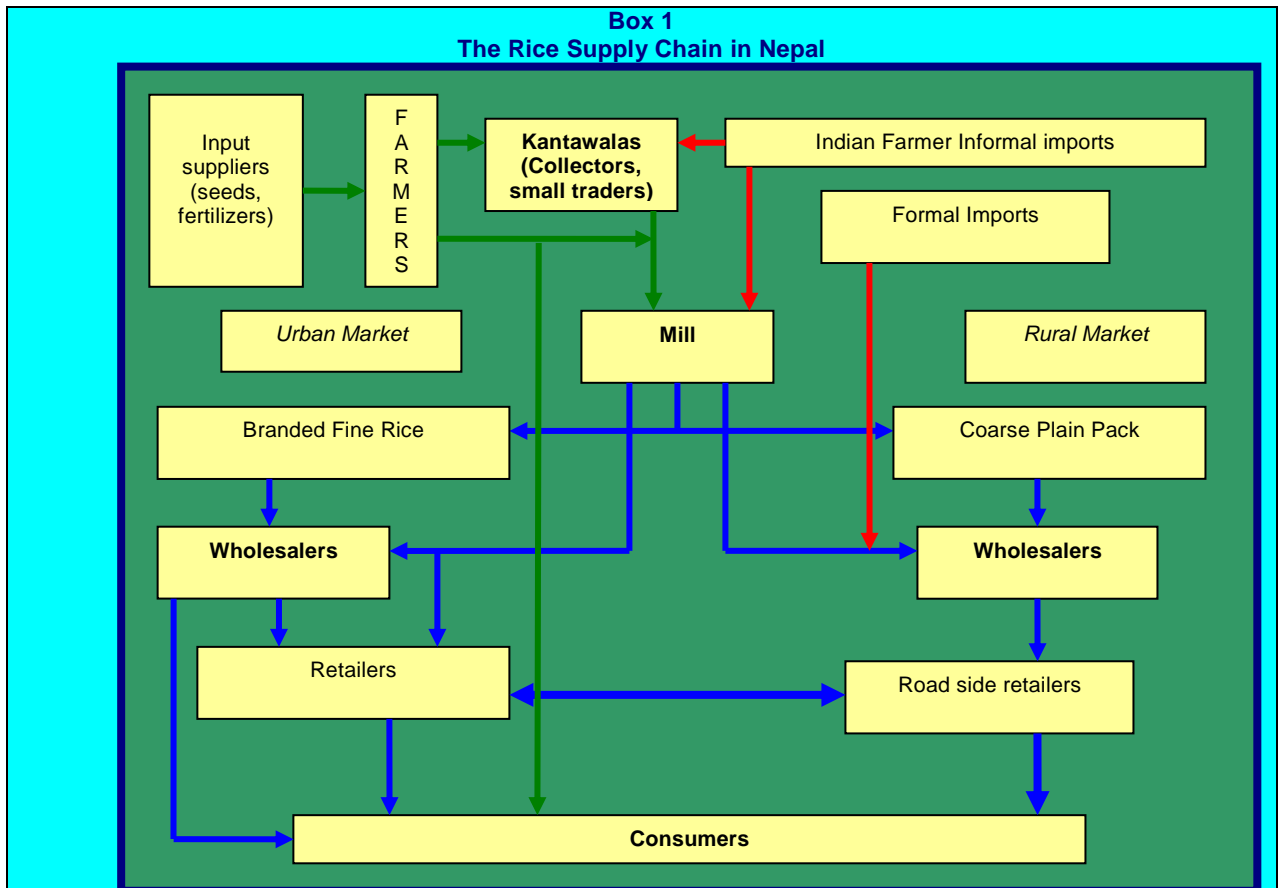 Box 1
The Rice Supply Chain in Nepal
Input
suppliers
(seeds,
fertilizers)
F
A
R
M
E
R
S
Kantawalas
(Collectors,
small traders)
Indian Farmer Informal imports
Formal Imports
Urban Market
Mill
Rural Market
Branded Fine Rice
Coarse Plain Pack
Wholesalers
Wholesalers
Retailers
Road side retailers
Consumers